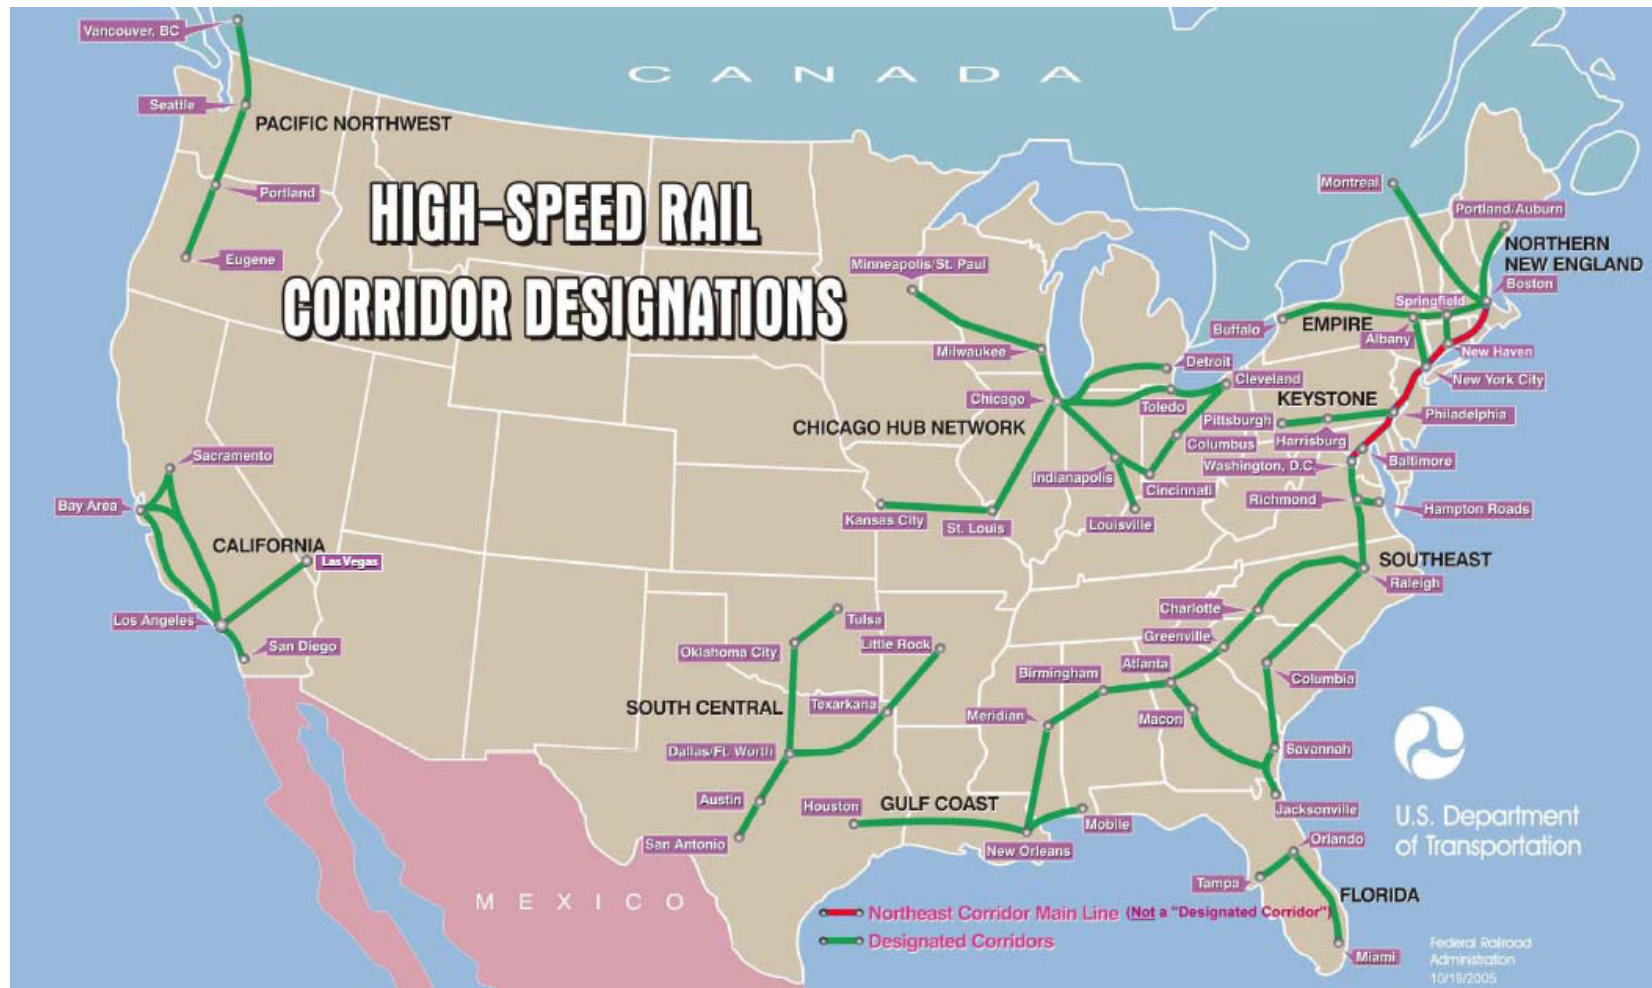 Vancouver, BC
CANADA
Seattle
PACIFIC NORTHWEST
Portland
Eugene
HIGH-SPEED RAIL
CORRIDOR DESIGNATIONS
Montreal
Portland/Auburn
NORTHERN
NEW ENGLAND
Boston
Minneapolis/St. Paul
Springfield
Buffalo
EMPIRE
Albany
New Haven
Milwaukee
Detroit
Cleveland
New York City
Chicago
Toledo
KEYSTONE
Pittsburgh
Philadelphia
CHICAGO HUB NETWORK
Columbus
Harrisburg
Sacramento
Indianapolis
Washington, D.C.
Baltimore
Cincinnati
Bay Area
Richmond
Hampton Roads
Kansas City
St. Louis
Louisville
CALIFORNIA
Las Vegas
SOUTHEAST
Raleigh
Los Angeles
Charlotte
Tulsa
San Diego
Oklahoma City
Little Rock
Greenville
Atlanta
Birmingham
Columbia
SOUTH CENTRAL
Texarkana
Meridian
Macon
Dallas/Ft. Worth
Savannah
Austin
Houston
GULF COAST
Mobile
Jacksonville
U.S. Department
of Transportation
San Antonio
New Orleans
Orlando
Tampa
FLORIDA
MEXICO
Northeast Corridor Main Line (Not a "Designated Corridor")
Designated Corridors
Miami
Federal Railroad
Administration
10/19/2005